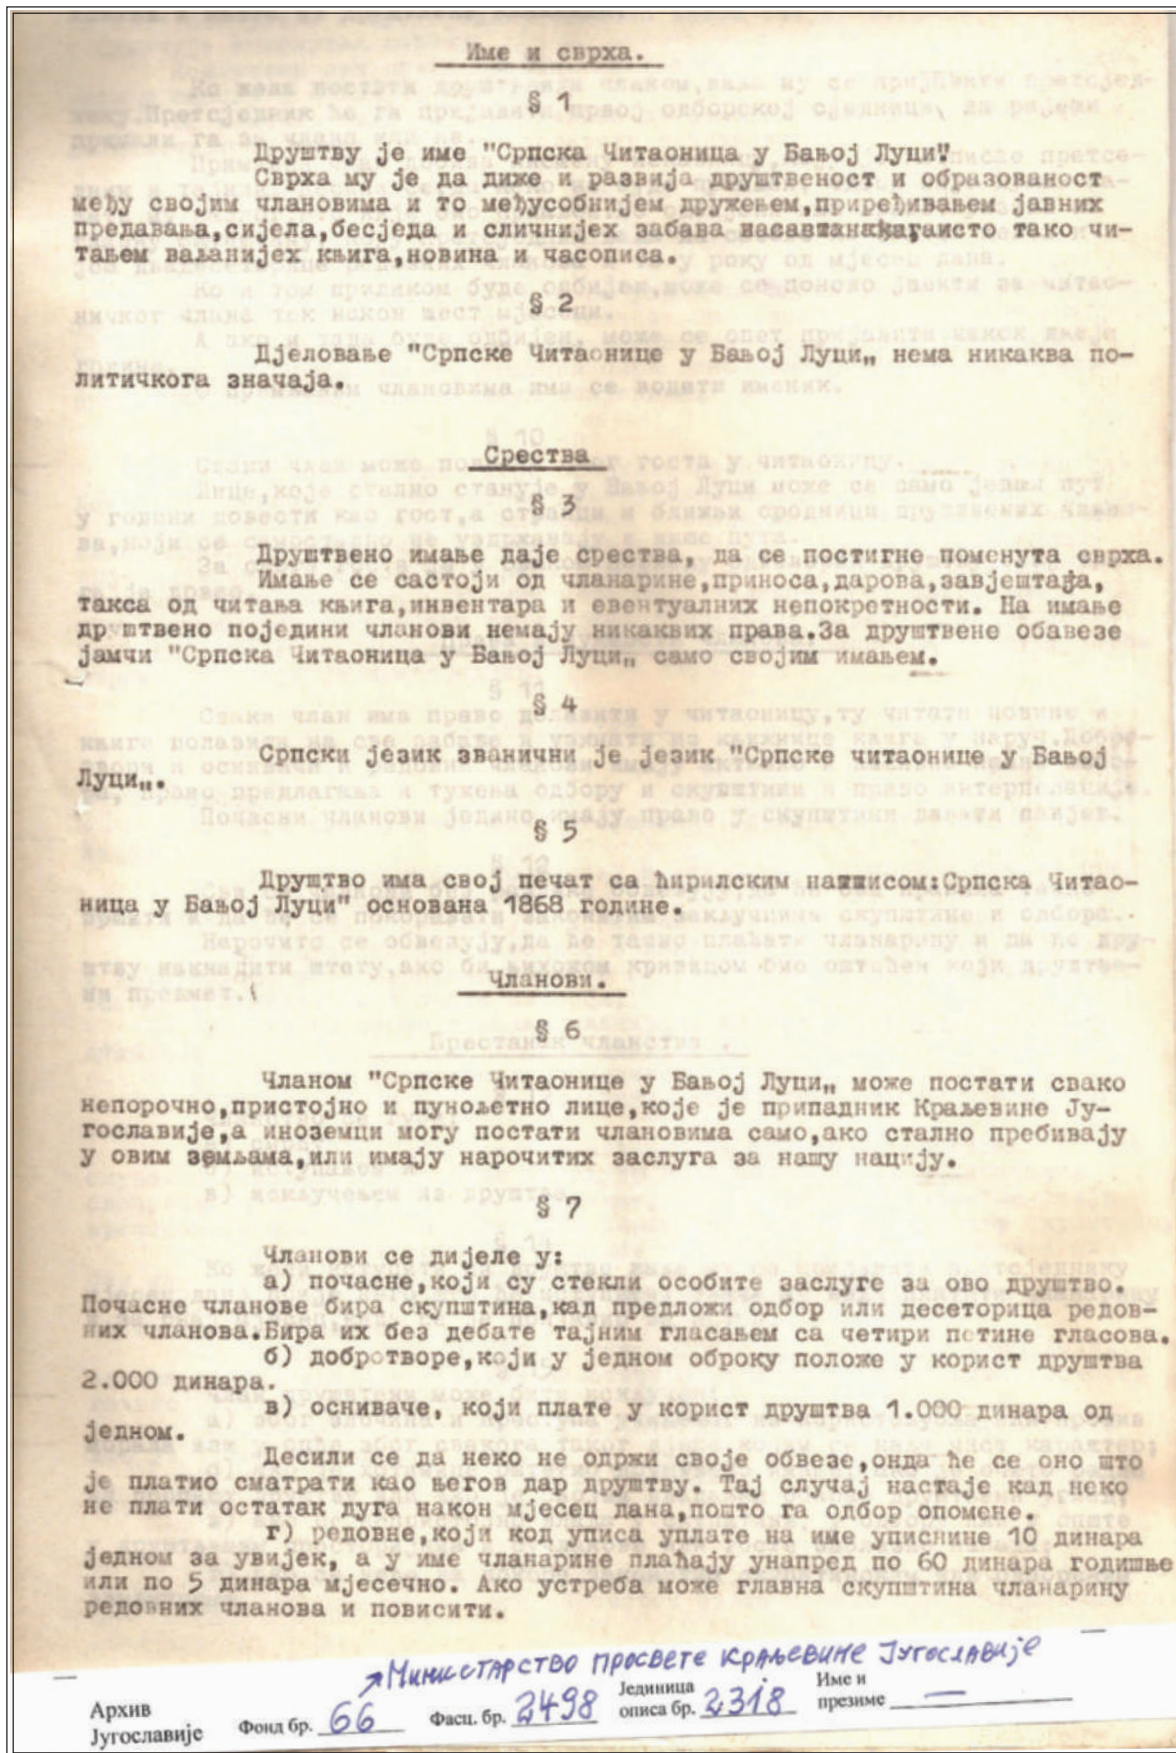 Име и сврха.
§ 1
Друштву је име "Српска Читаоница у Бањој Луци"
Сврха му је да диже и развија друштвеност и образованост
међу својим члановима и то међусобнијем дружењем,приређивањем јавних
предавања,сијела,бесједа и сличнијех забава исто тако чи-
тањем ваљанијех књига,новина и часописа.
§ 2
Дјеловање "Српске Читаонице у Бањој Луци„ нема никаква по-
литичкога значаја.
Срества
§ 3
Друштвено имање даје срества, да се постигне поменута сврха.
Имање се састоји од чланарине,приноса,дарова,завјештаја,
такса од читања књига,инвентара и евентуалних непокретности. На имање
др штвено поједини чланови немају никаквих права.За друштвене обавезе
јамчи "Српска Читаоница у Бањој Луци„ само својим имањем.
§ 4
Српски језик званични је језик "Српске читаонице у Бањој
Луци„.
§ 5
Друштво има свој печат са ћирилским натписом:Српска Читао-
ница у Бањој Луци" основана 1868 године.
Чланови.
§ 6
Чланом "Српске Читаонице у Бањој Луци„ може постати свако
непорочно,пристојно и пунољетно лице,које је припадник Краљевине Ју-
гославије,а иноземци могу постати члановима само,ако стално пребивају
у овим земљама,или имају нарочитих заслуга за нашу нацију.
§ 7
Чланови се дијеле у:
а) почасне,који су стекли особите заслуге за ово друштво.
Почасне чланове бира скупштина,кад предложи одбор или десеторица редов-
них чланова.Бира их без дебате тајним гласањем са четири петине гласова.
б) добротворе,који у једном оброку положе у корист друштва
2.000 динара.
в) осниваче, који плате у корист друштва 1.000 динара од
једном.
Десили се да неко не одржи своје обвезе,онда ће се оно што
је платио сматрати као његов дар друштву. Тај случај настаје кад неко
не плати остатак дуга након мјесец дана,пошто га одбор опомене.
г) редовне,који код уписа уплате на име уписнине 10 динара
једном за увијек, а у име чланарине плаћају унапред по 60 динара годишње
или по 5 динара мјесечно. Ако устреба може главна скупштина чланарину
редовних чланова и повисити.
Министарство просвете Краљевине Југославије
Архив
Југославије
Фонд бр. 66 Фасц. бр. 2498 Јединица описа бр. 2318 Име и презиме —